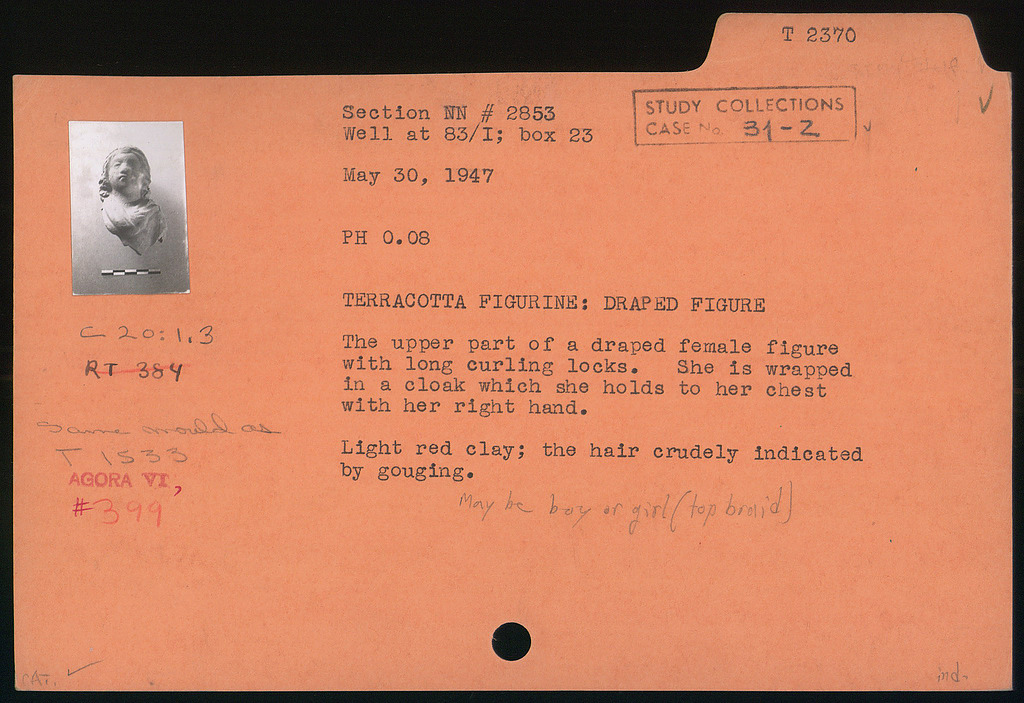 T 2370
STUDY COLLECTIONS
CASE No. 31-2
Section NN # 2853
Well at 83/I; box 23
May 30, 1947
PH 0.08
TERRACOTTA FIGURINE: DRAPED FIGURE
The upper part of a draped female figure
with long curling locks. She is wrapped
in a cloak which she holds to her chest
with her right hand.
Light red clay; the hair crudely indicated
by gouging.
May be boy or girl (top braid)
C 20:1.3
RT 384
Same mould as
T 1533
AGORA VI,
#399
CAT.
ind.